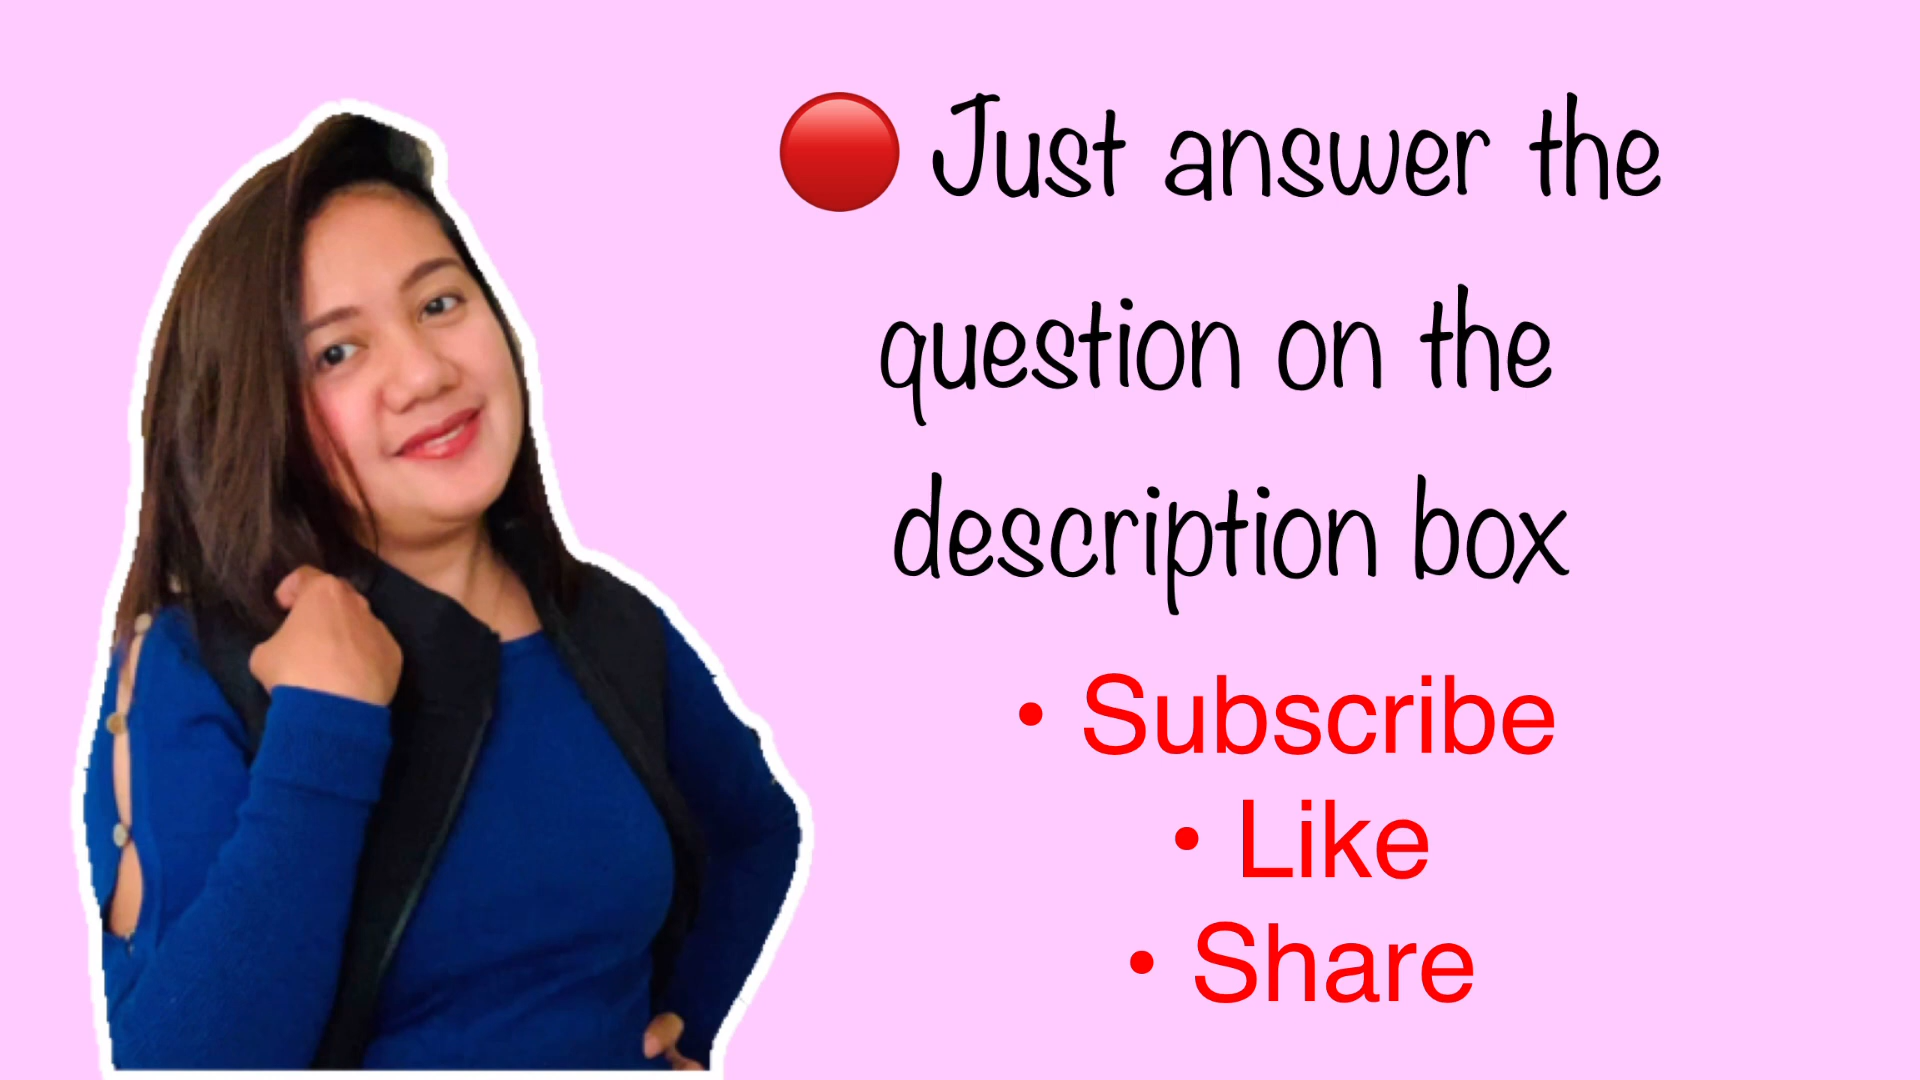 🔴 Just answer the
question on the
description box
• Subscribe
• Like
• Share